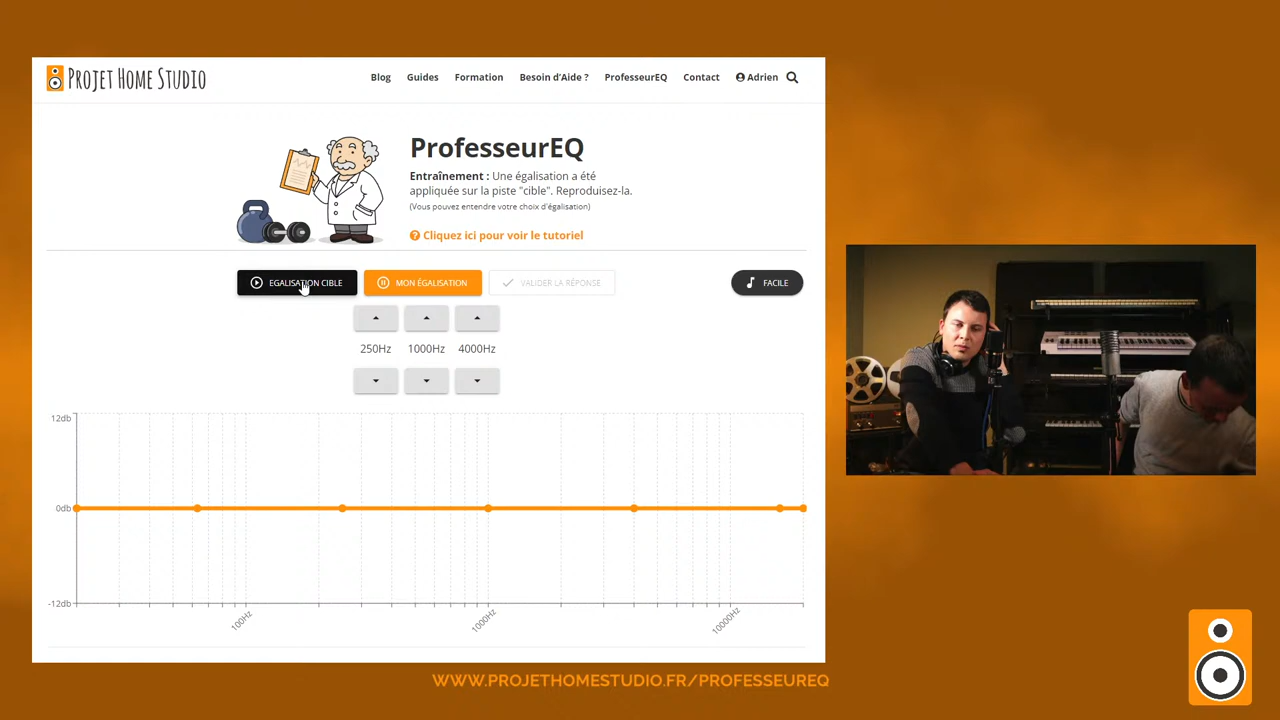 PROJET HOME STUDIO
Blog Guides Formation Besoin d'Aide ? ProfesseurEQ Contact Adrien
ProfesseurEQ
Entraînement : Une égalisation a été
appliquée sur la piste "cible". Reproduisez-la.
(Vous pouvez entendre votre choix d'égalisation)
Cliquez ici pour voir le tutoriel
EGALISATION CIBLE MON ÉGALISATION VALIDER LA RÉPONSE FACILE
250Hz 1000Hz 4000Hz
12db
0db
-12db
100Hz 1000Hz 10000Hz
WWW.PROJETHOMESTUDIO.FR/PROFESSEUREQ